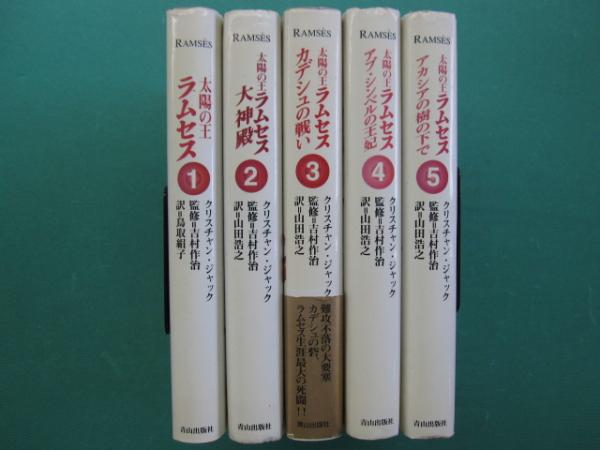 RAMSÈS
太陽の王
ラムセス
1
クリスチャン・ジャック
監修=吉村作治
訳=鳥取絹子
青山出版社
RAMSÈS
太陽の王ラムセス
大神殿
2
クリスチャン・ジャック
監修=吉村作治
訳=山田浩之
青山出版社
RAMSÈS
太陽の王ラムセス
カデシュの戦い
3
クリスチャン・ジャック
監修=吉村作治
訳=山田浩之
難攻不落の大要塞
カデシュの砦、
ラムセス生涯最大の死闘!!
青山出版社
RAMSÈS
太陽の王ラムセス
アブ・シンベルの王妃
4
クリスチャン・ジャック
監修=吉村作治
訳=山田浩之
青山出版社
RAMSÈS
太陽の王ラムセス
アカシアの樹の下で
5
クリスチャン・ジャック
監修=吉村作治
訳=山田浩之
青山出版社